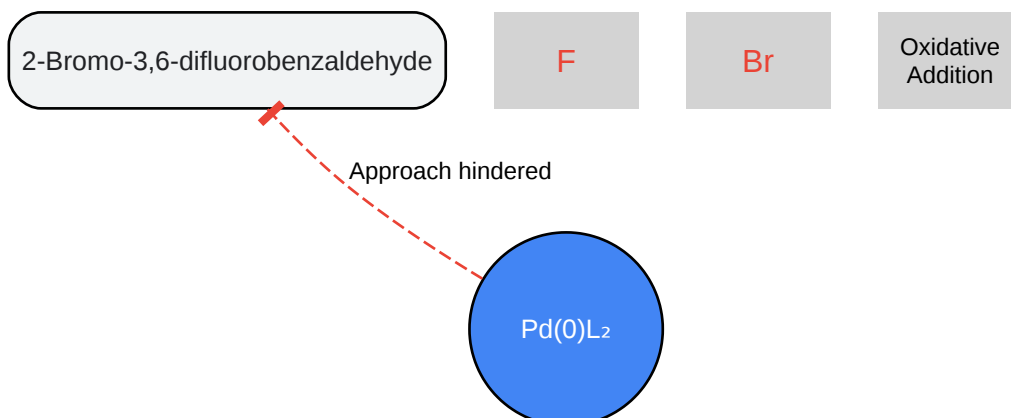 2-Bromo-3,6-difluorobenzaldehyde
F
Br
Oxidative
Addition
Approach hindered
Pd(0)L₂